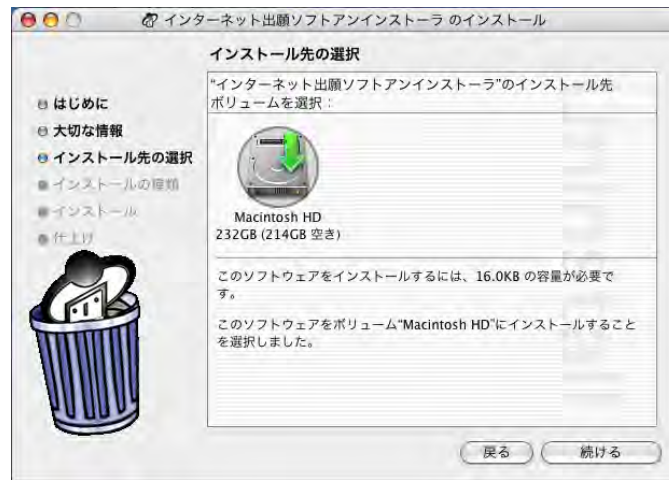 インターネット出願ソフトアンインストーラ のインストール
インストール先の選択
はじめに
大切な情報
インストール先の選択
インストールの種類
インストール
仕上げ
“インターネット出願ソフトアンインストーラ”のインストール先
ボリュームを選択：
Macintosh HD
232GB (214GB 空き)
このソフトウェアをインストールするには、16.0KB の容量が必要で
す。
このソフトウェアをボリューム“Macintosh HD”にインストールすること
を選択しました。
戻る
続ける